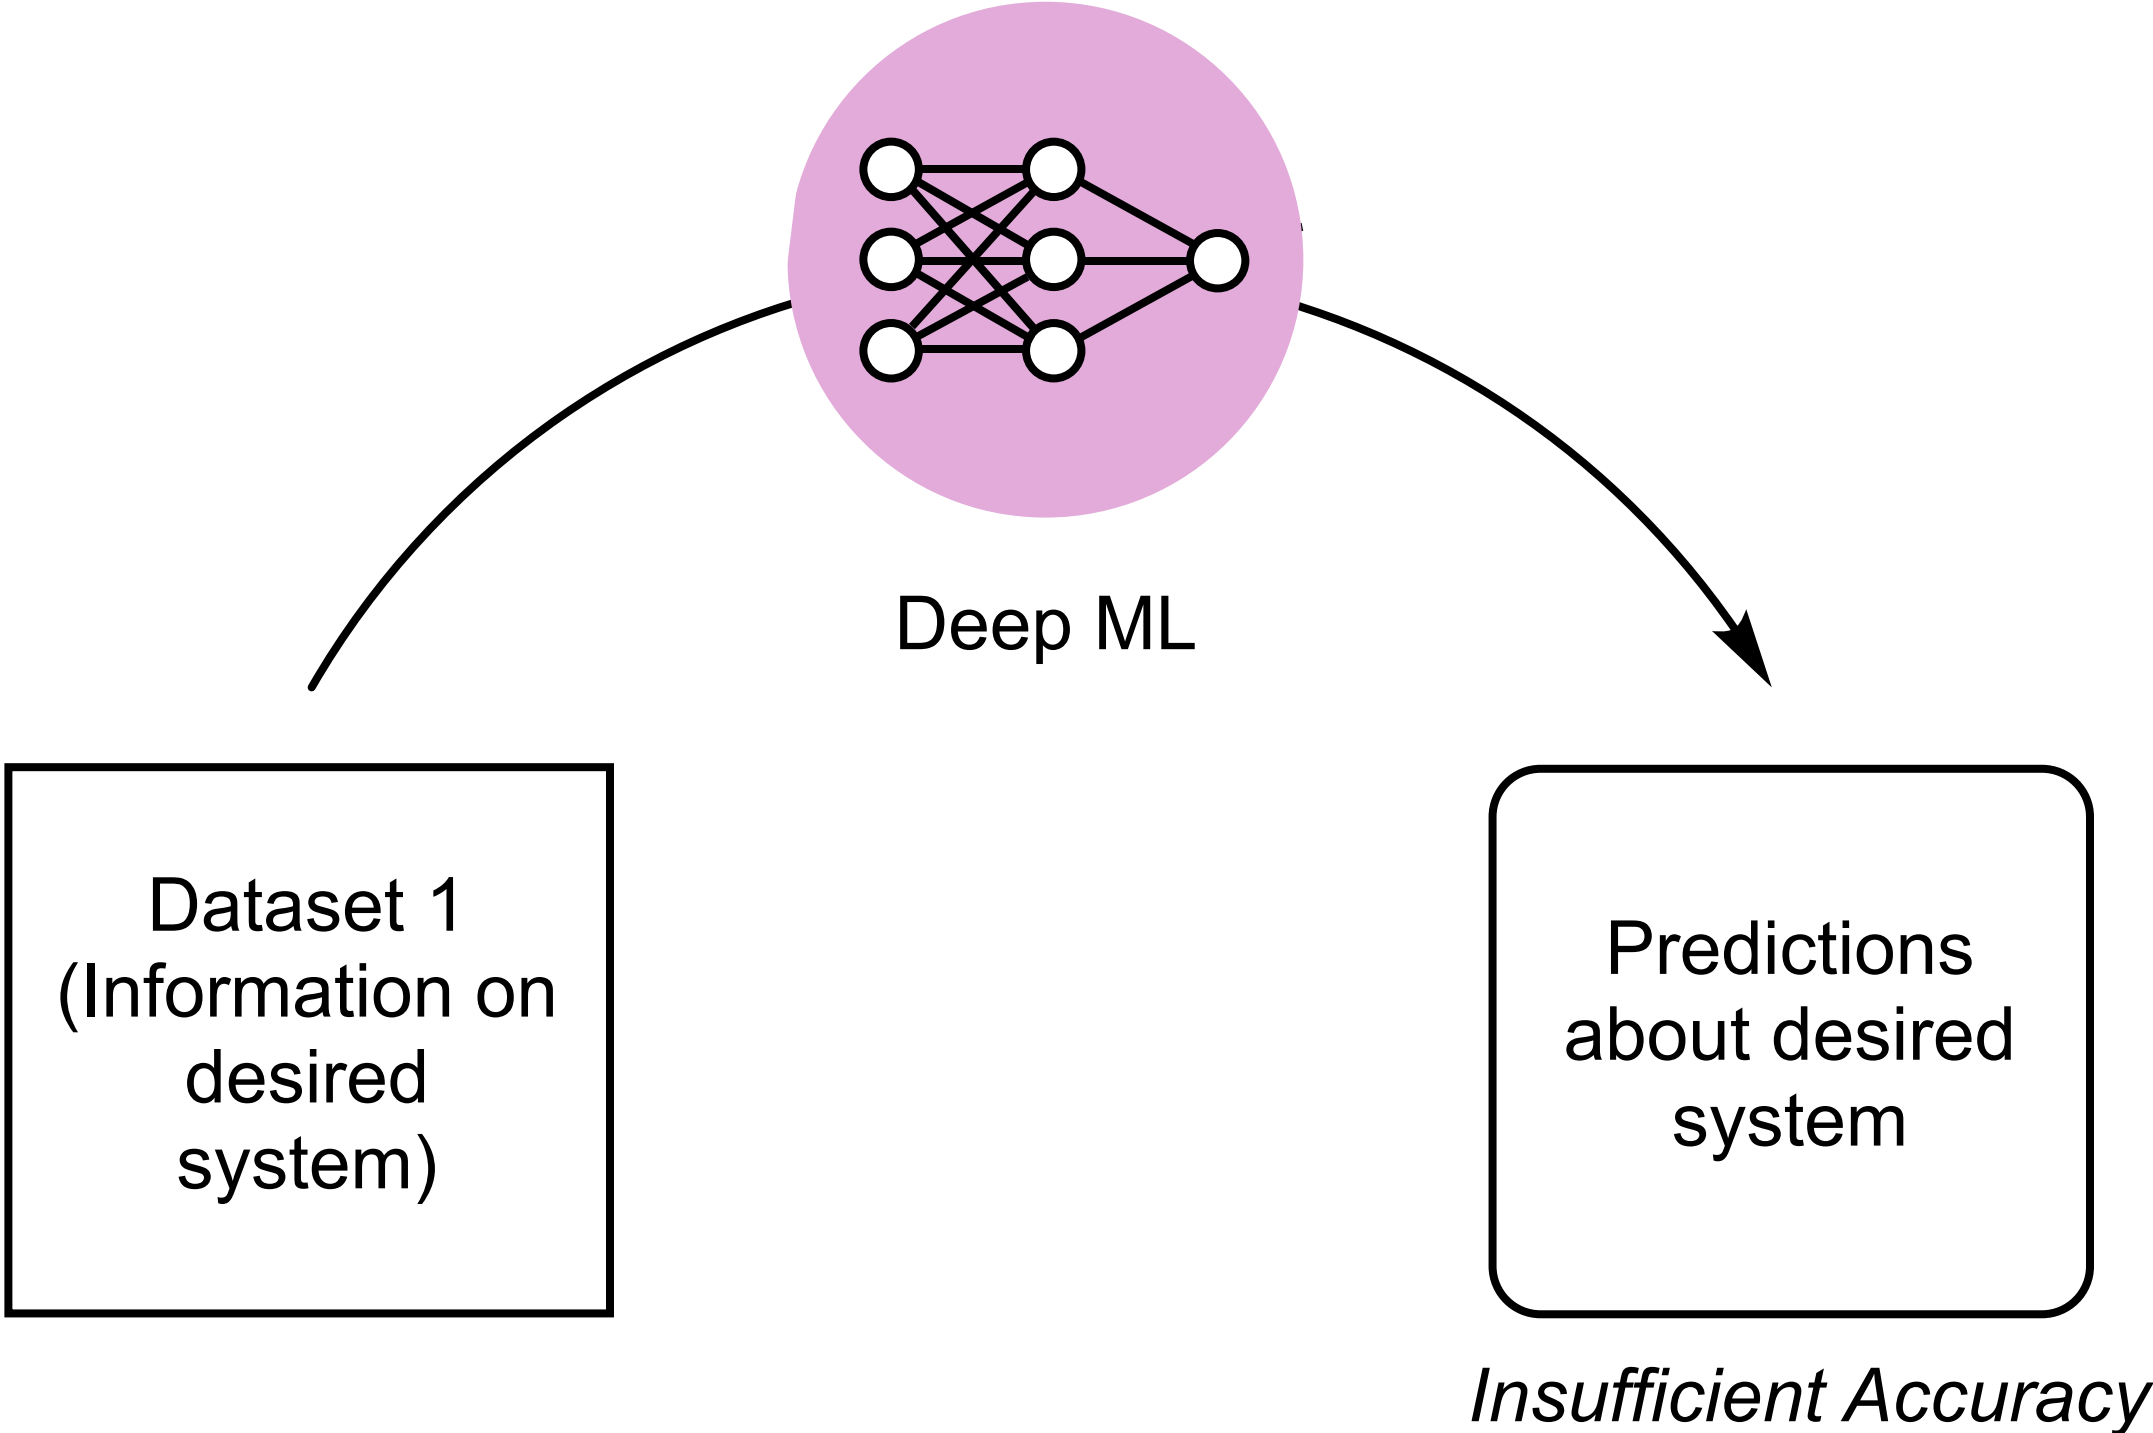 Deep ML
Dataset 1
(Information on
desired
system)
Predictions
about desired
system
Insufficient Accuracy